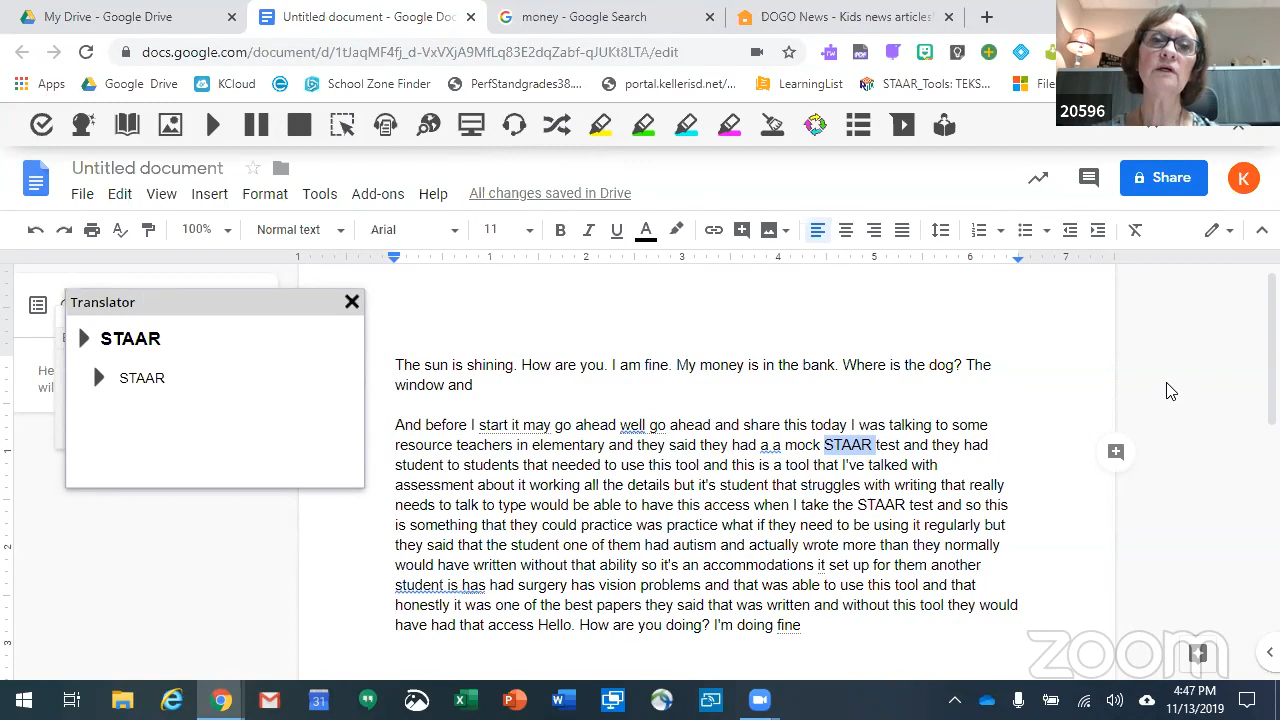 My Drive - Google Drive
Untitled document - Google Doc
money - Google Search
DOGO News - Kids news articles!
docs.google.com/document/d/1tJaqMF4fj_d-VxVXjA9MfLq83E2dqZabf-qJUKt8LTA/edit
Apps
Google Drive
KCloud
School Zone Finder
PerfStandgrades38...
portal.kellerisd.net/...
LearningList
STAAR_Tools: TEKS...
File
20596
Untitled document
File Edit View Insert Format Tools Add-ons Help All changes saved in Drive
Share
K
100% Normal text Arial 11
1 1 2 3 4 5 6 7
Translator
STAAR
STAAR
He
wil
The sun is shining. How are you. I am fine. My money is in the bank. Where is the dog? The
window and
And before I start it may go ahead well go ahead and share this today I was talking to some
resource teachers in elementary and they said they had a a mock STAAR test and they had
student to students that needed to use this tool and this is a tool that I've talked with
assessment about it working all the details but it's student that struggles with writing that really
needs to talk to type would be able to have this access when I take the STAAR test and so this
is something that they could practice was practice what if they need to be using it regularly but
they said that the student one of them had autism and actually wrote more than they normally
would have written without that ability so it's an accommodations it set up for them another
student is has had surgery has vision problems and that was able to use this tool and that
honestly it was one of the best papers they said that was written and without this tool they would
have had that access Hello. How are you doing? I'm doing fine
1
2
3
zoom
4:47 PM
11/13/2019